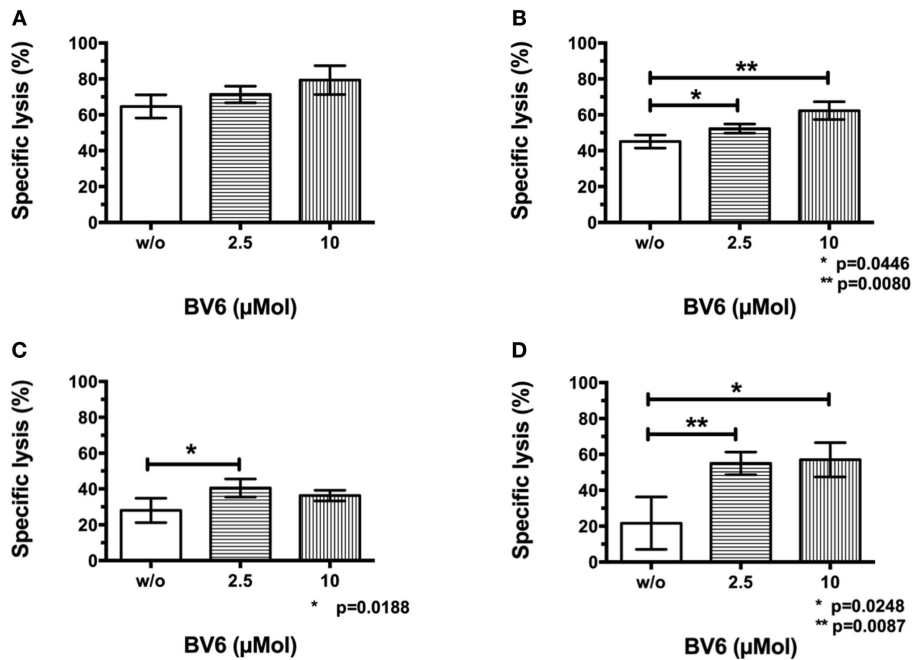 A
Specific lysis (%)
100
80
60
40
20
0
w/o 2.5 10
BV6 (µMol)
B
Specific lysis (%)
100
80
60
40
20
0
**
*
w/o 2.5 10
* p=0.0446
** p=0.0080
BV6 (µMol)
C
Specific lysis (%)
100
80
60
40
20
0
*
w/o 2.5 10
* p=0.0188
BV6 (µMol)
D
Specific lysis (%)
100
80
60
40
20
0
*
**
w/o 2.5 10
* p=0.0248
** p=0.0087
BV6 (µMol)